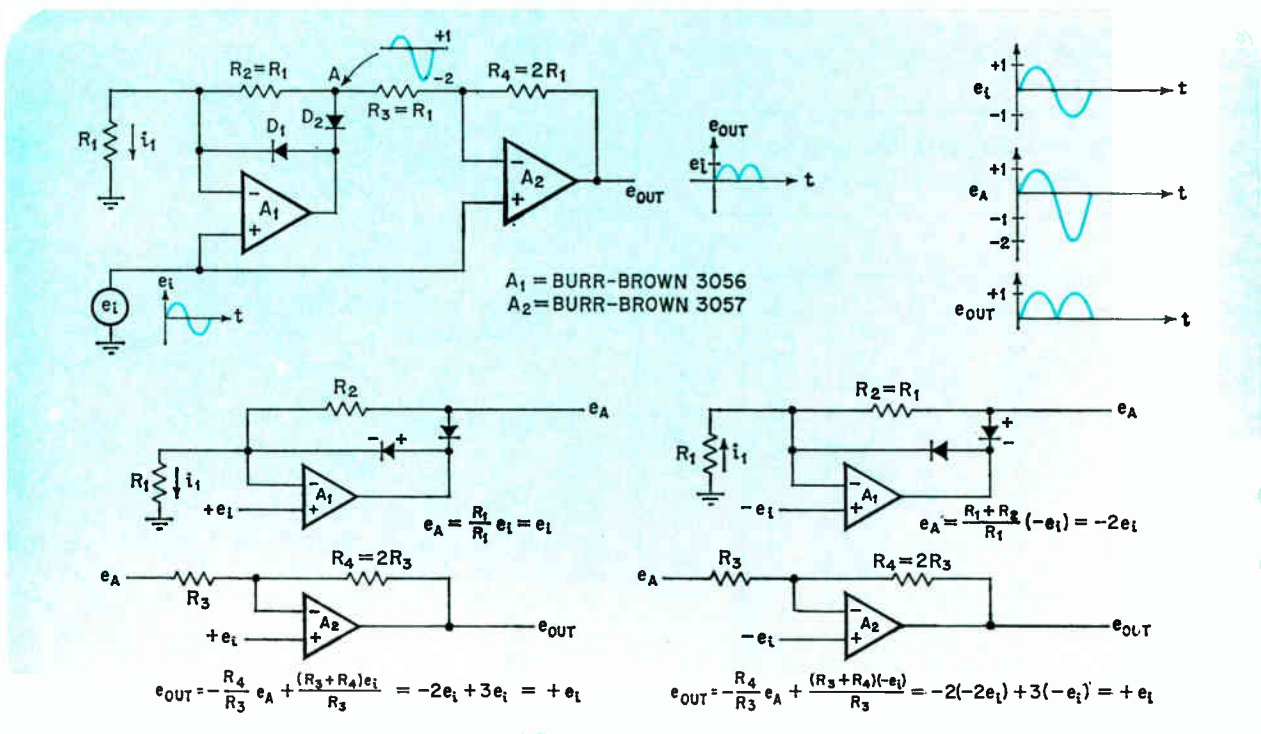 R2=R1
A
+1
-2
R4=2R1
R3=R1
D2
D1
R1
i1
-
A1
+
-
A2
+
eOUT
eOUT
ei
t
A1=BURR-BROWN 3056
A2=BURR-BROWN 3057
ei
ei
t
+1
ei
-1
t
+1
eA
-1
-2
t
+1
eOUT
t
R2
eA
- +
R1
i1
-
A1
+
+ei
eA = R1/R1 ei = ei
R2=R1
eA
+
-
R1
i1
-
A1
+
-ei
eA = (R1+R2)/R1 (-ei) = -2ei
eA
R3
R4=2R3
-
A2
+
+ei
eOUT
eOUT = -R4/R3 eA + (R3+R4)ei/R3 = -2ei+3ei = +ei
eA
R3
R4=2R3
-
A2
+
-ei
eOUT
eOUT = -R4/R3 eA + (R3+R4)(-ei)/R3 = -2(-2ei)+3(-ei) = +ei